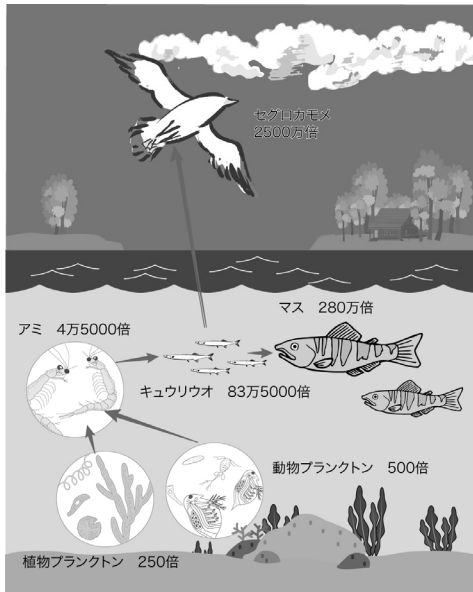 セグロカモメ
2500万倍
マス　280万倍
アミ　4万5000倍
キュウリウオ　83万5000倍
動物プランクトン　500倍
植物プランクトン　250倍